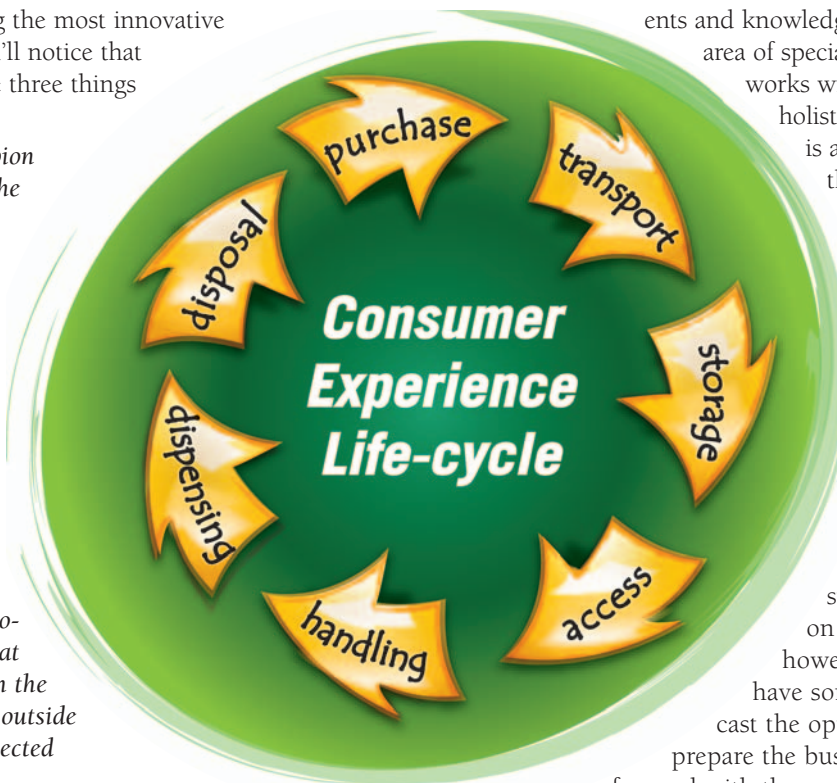 g the most innovative
'll notice that
three things
ion
he
o-
at
n the
outside
ected
purchase
transport
storage
access
handling
dispensing
disposal
Consumer
Experience
Life-cycle
ents and knowledg
area of specia
works w
holist
is a
th
s
on
howe
have sor
cast the op
prepare the bus